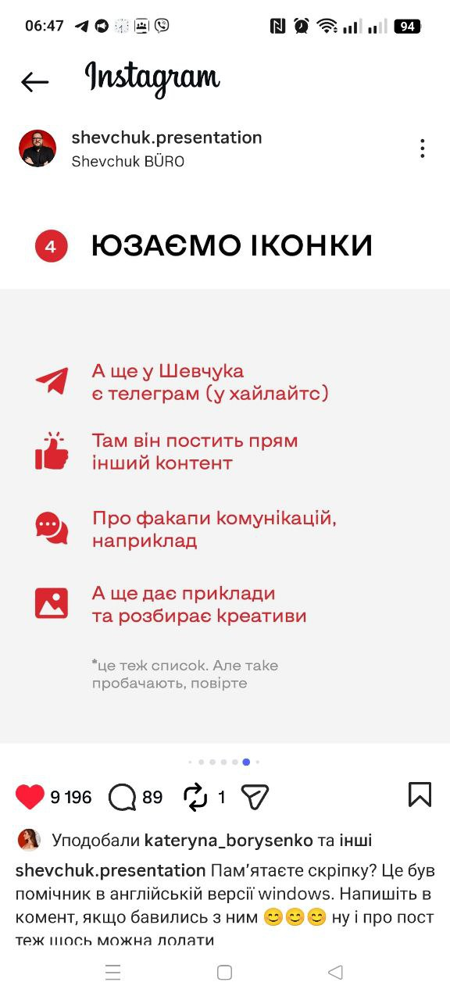 06:47
94
Instagram
shevchuk.presentation
Shevchuk BÜRO
4 ЮЗАЄМО ІКОНКИ
А ще у Шевчука
є телеграм (у хайлайтс)
Там він постить прям
інший контент
Про факапи комунікацій,
наприклад
А ще дає приклади
та розбирає креативи
*це теж список. Але таке
пробачають, повірте
9 196 89 1
Уподобали kateryna_borysenko та інші
shevchuk.presentation Пам'ятаєте скріпку? Це був
помічник в англійській версії windows. Напишіть в
комент, якщо бавились з ним 😊😊😊 ну і про пост
теж щось можна додати